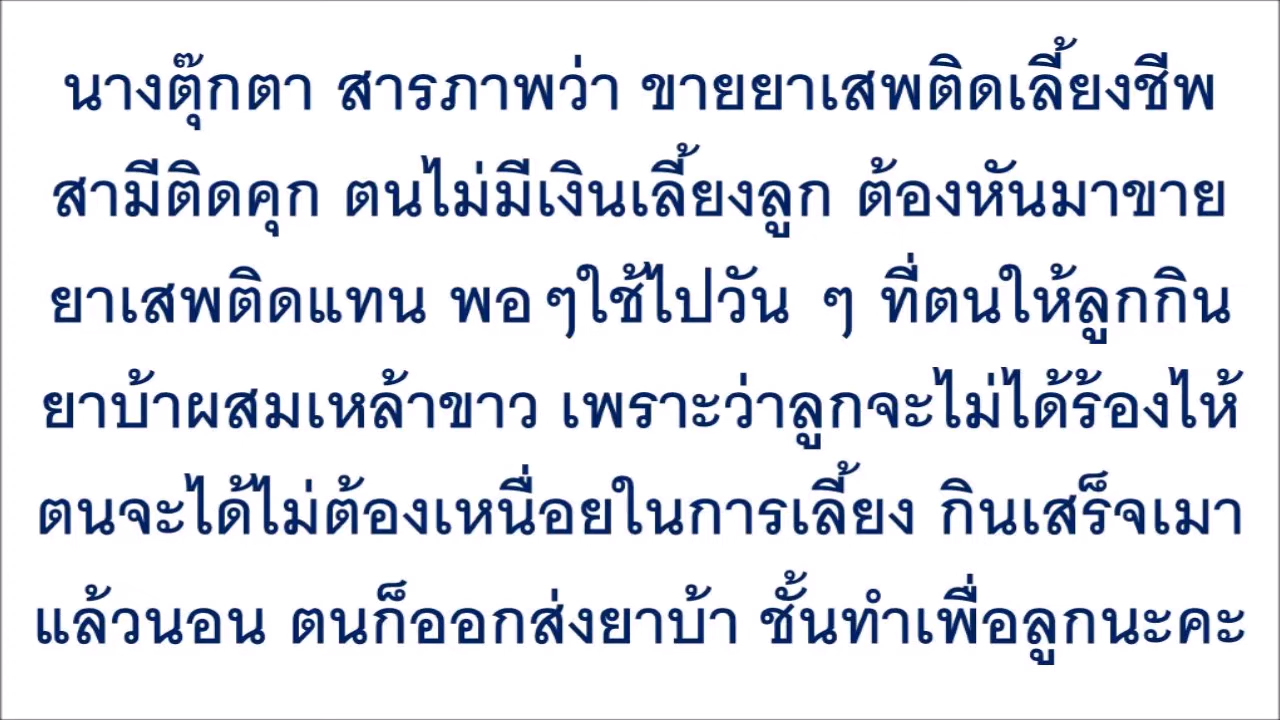 นางตุ๊กตา สารภาพว่า ขายยาเสพติดเลี้ยงชีพ
สามีติดคุก ตนไม่มีเงินเลี้ยงลูก ต้องหันมาขาย
ยาเสพติดแทน พอ ๆใช้ไปวัน ๆ ที่ตนให้ลูกกิน
ยาบ้าผสมเหล้าขาว เพราะว่าลูกจะไม่ได้ร้องไห้
ตนจะได้ไม่ต้องเหนื่อยในการเลี้ยง กินเสร็จเมา
แล้วนอน ตนก็ออกส่งยาบ้า ชั้นทำเพื่อลูกนะคะ